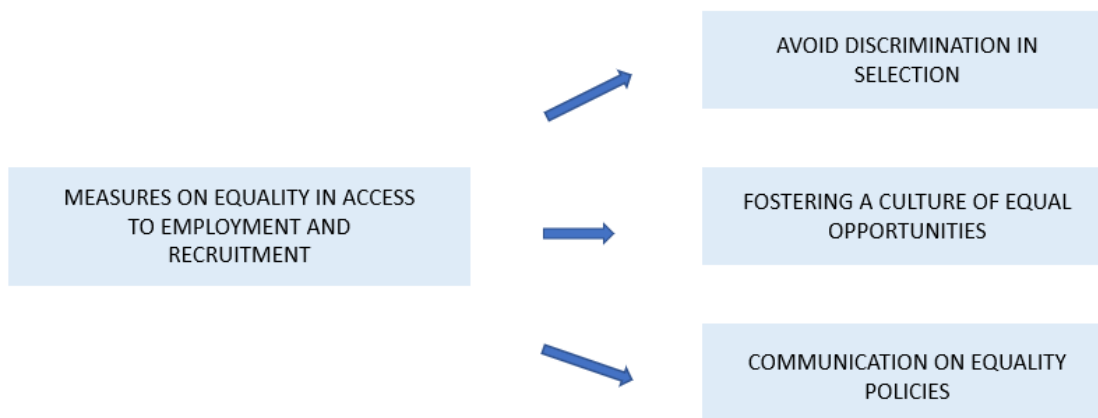 AVOID DISCRIMINATION IN
SELECTION
MEASURES ON EQUALITY IN ACCESS
TO EMPLOYMENT AND
RECRUITMENT
FOSTERING A CULTURE OF EQUAL
OPPORTUNITIES
COMMUNICATION ON EQUALITY
POLICIES